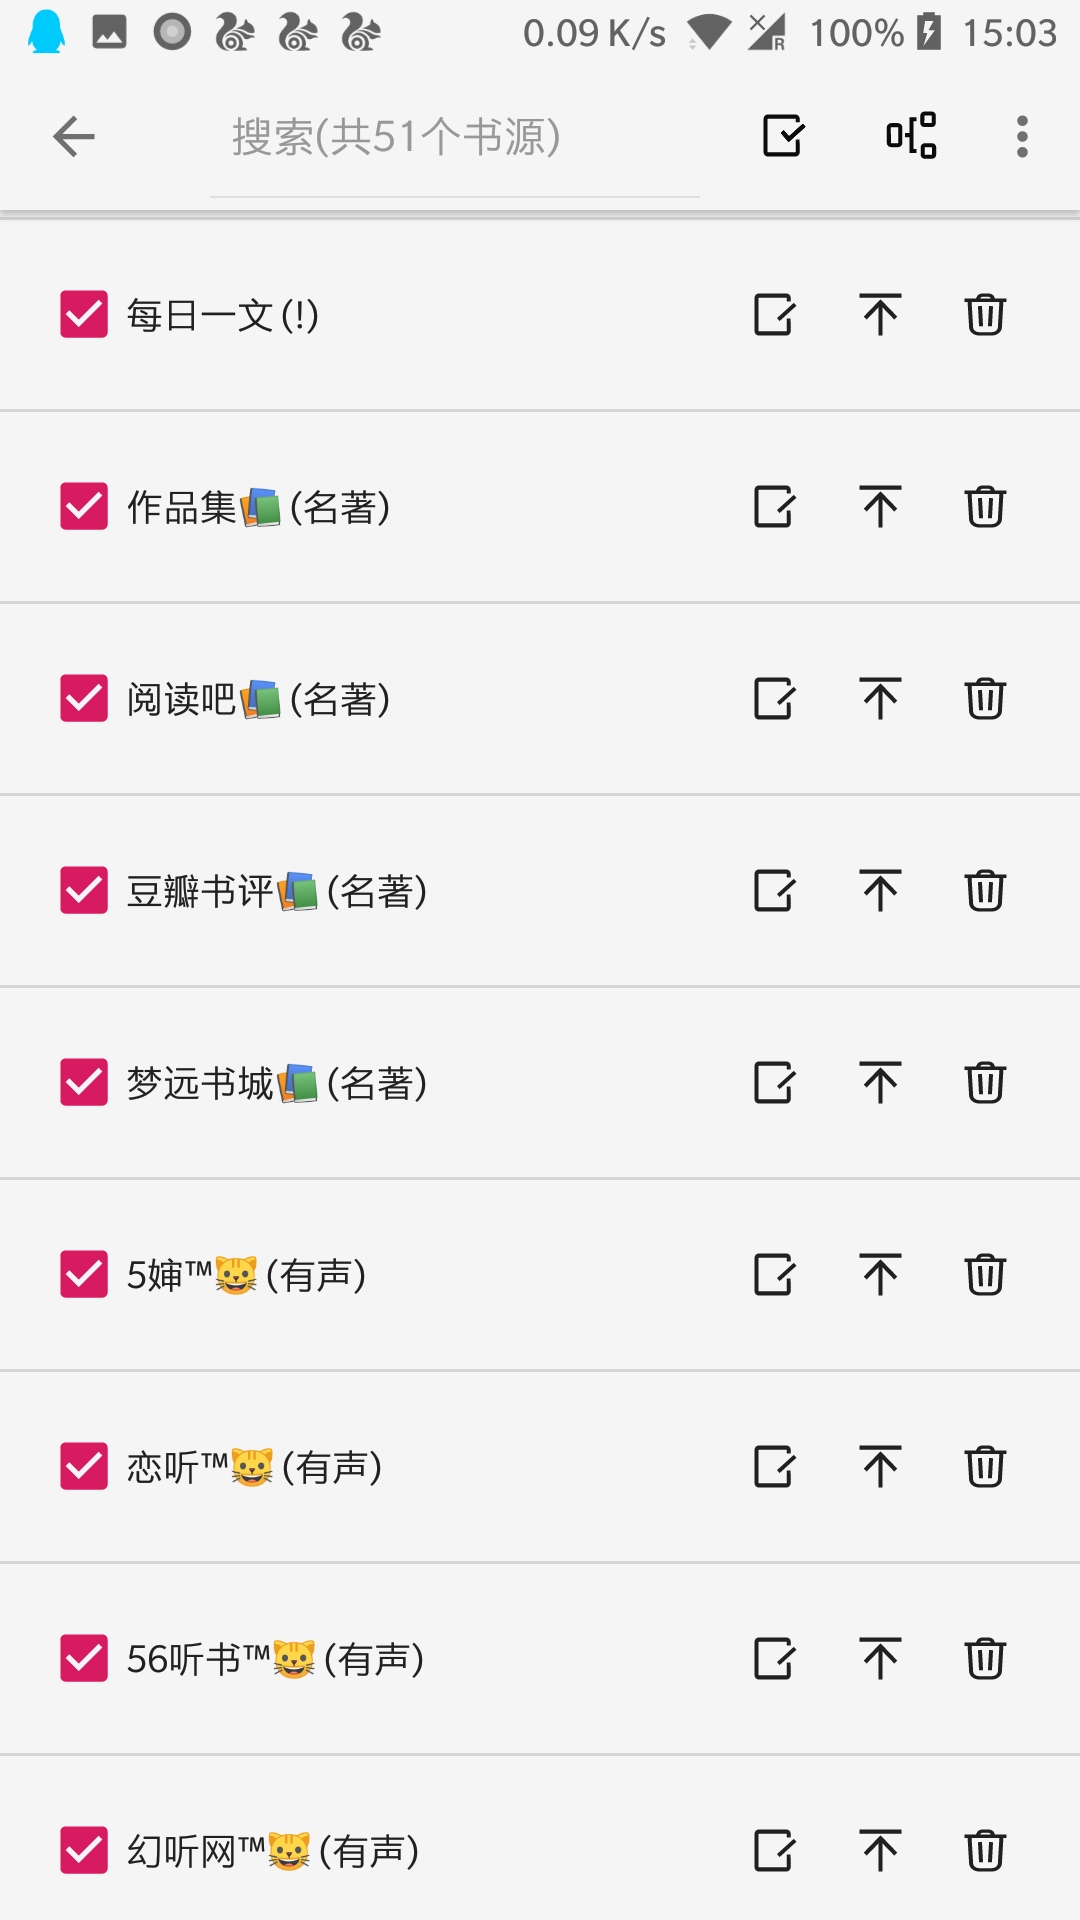 0.09 K/s R 100% 15:03
搜索(共51个书源)
每日一文 (!)
作品集📚 (名著)
阅读吧📚 (名著)
豆瓣书评📚 (名著)
梦远书城📚 (名著)
5婶™😺 (有声)
恋听™😺 (有声)
56听书™😺 (有声)
幻听网™😺 (有声)